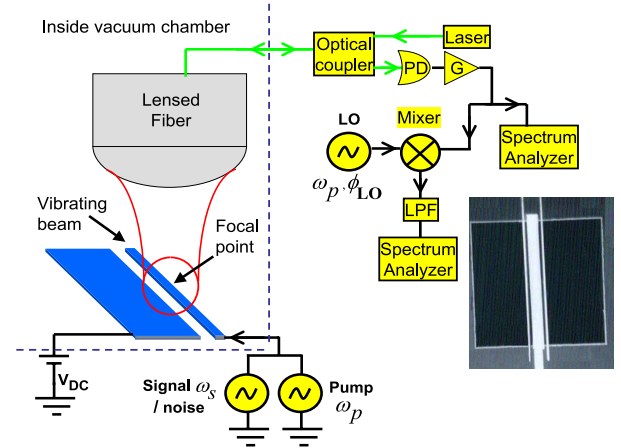 Inside vacuum chamber
Lensed
Fiber
Optical
coupler
Laser
PD
G
LO
Mixer
ω_p , ϕ_LO
Spectrum
Analyzer
LPF
Spectrum
Analyzer
Vibrating
beam
Focal
point
V_DC
Signal ω_s
/ noise
Pump
ω_p